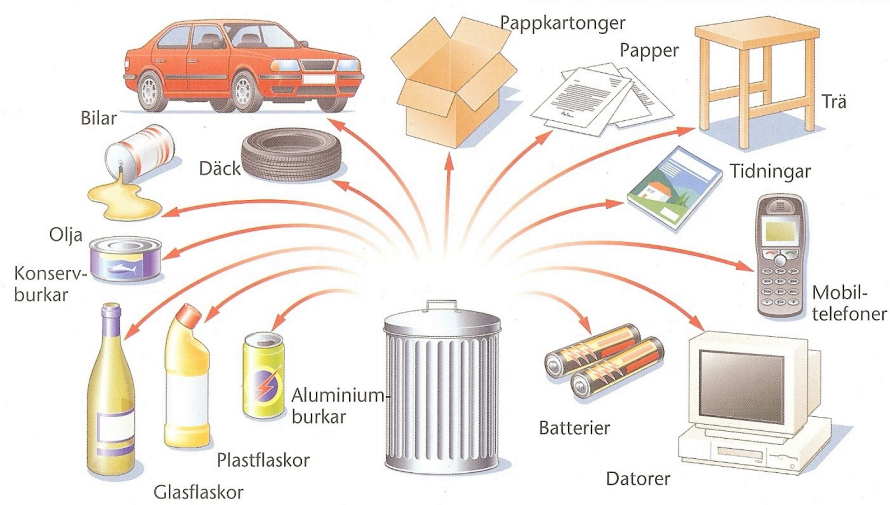 Pappkartonger
Papper
Trä
Bilar
Däck
Tidningar
Olja
Konserv-
burkar
Mobil-
telefoner
Aluminium-
burkar
Batterier
Plastflaskor
Datorer
Glasflaskor